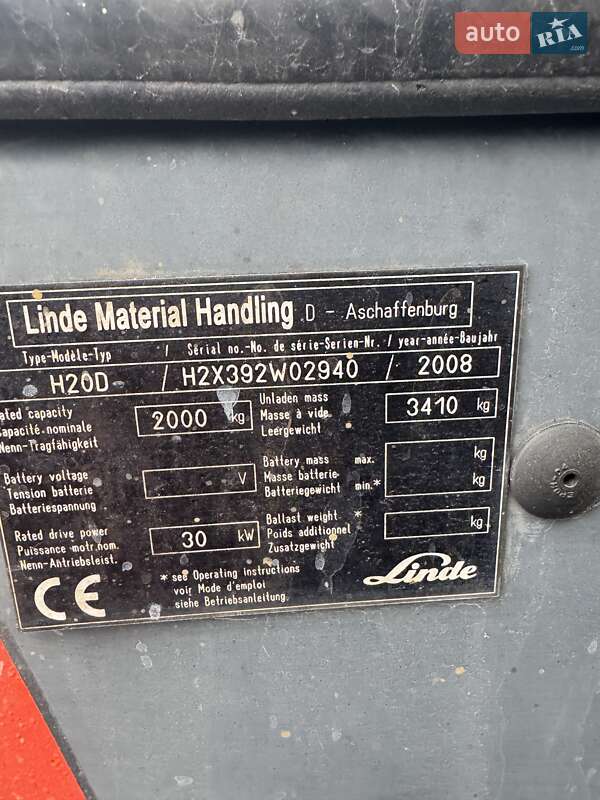 auto RIA.com
Linde Material Handling D - Aschaffenburg
Type-Modèle-Typ / Serial no.-No. de série-Serien-Nr. / year-année-Baujahr
H20D / H2X392W02940 / 2008
ated capacity
apacité nominale
Nenn-Tragfähigkeit
2000 kg
Unladen mass
Masse à vide
Leergewicht
3410 kg
Battery voltage
Tension batterie
Batteriespannung
V
Battery mass max. kg
Masse batterie
Batteriegewicht min.* kg
Rated drive power
Puissance motr.nom.
Nenn-Antriebsleist.
30 kW
Ballast weight *
Poids additionnel
Zusatzgewicht
kg
CE
* see Operating instructions
voir Mode d'emploi
siehe Betriebsanleitung.
Linde